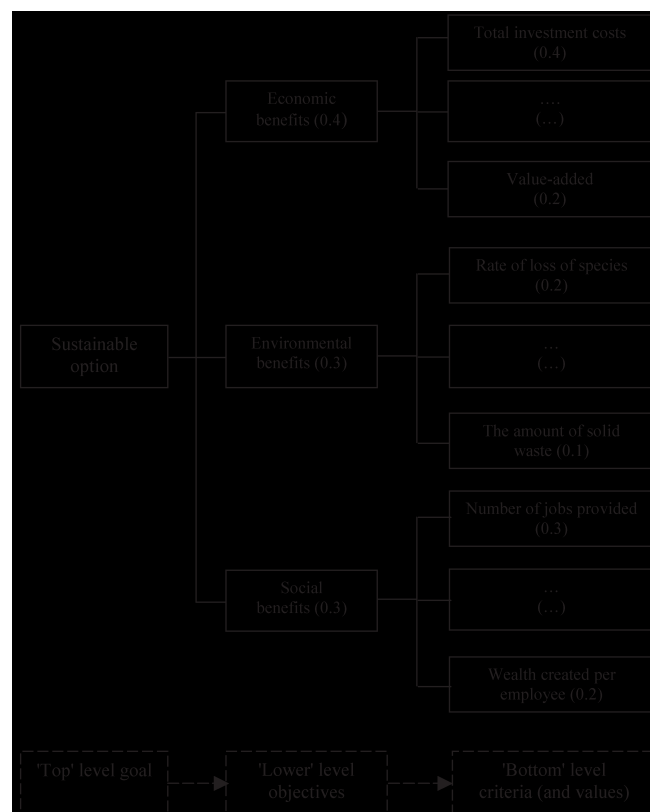 Total investment costs
(0.4)
Economic
benefits (0.4)
....
(...)
Value-added
(0.2)
Rate of loss of species
(0.2)
Sustainable
option
Environmental
benefits (0.3)
...
(...)
The amount of solid
waste (0.1)
Number of jobs provided
(0.3)
Social
benefits (0.3)
...
(...)
Wealth created per
employee (0.2)
'Top' level goal
'Lower' level
objectives
'Bottom' level
criteria (and values)